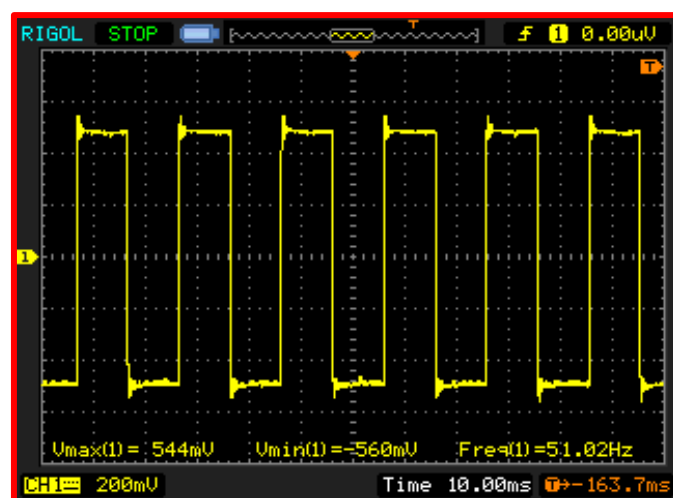 RIGOL STOP T f 1 0.00uV
T
1
Vmax(1)= 544mV Vmin(1)=-560mV Freq(1)=51.02Hz
CH1 200mV Time 10.00ms T→-163.7ms